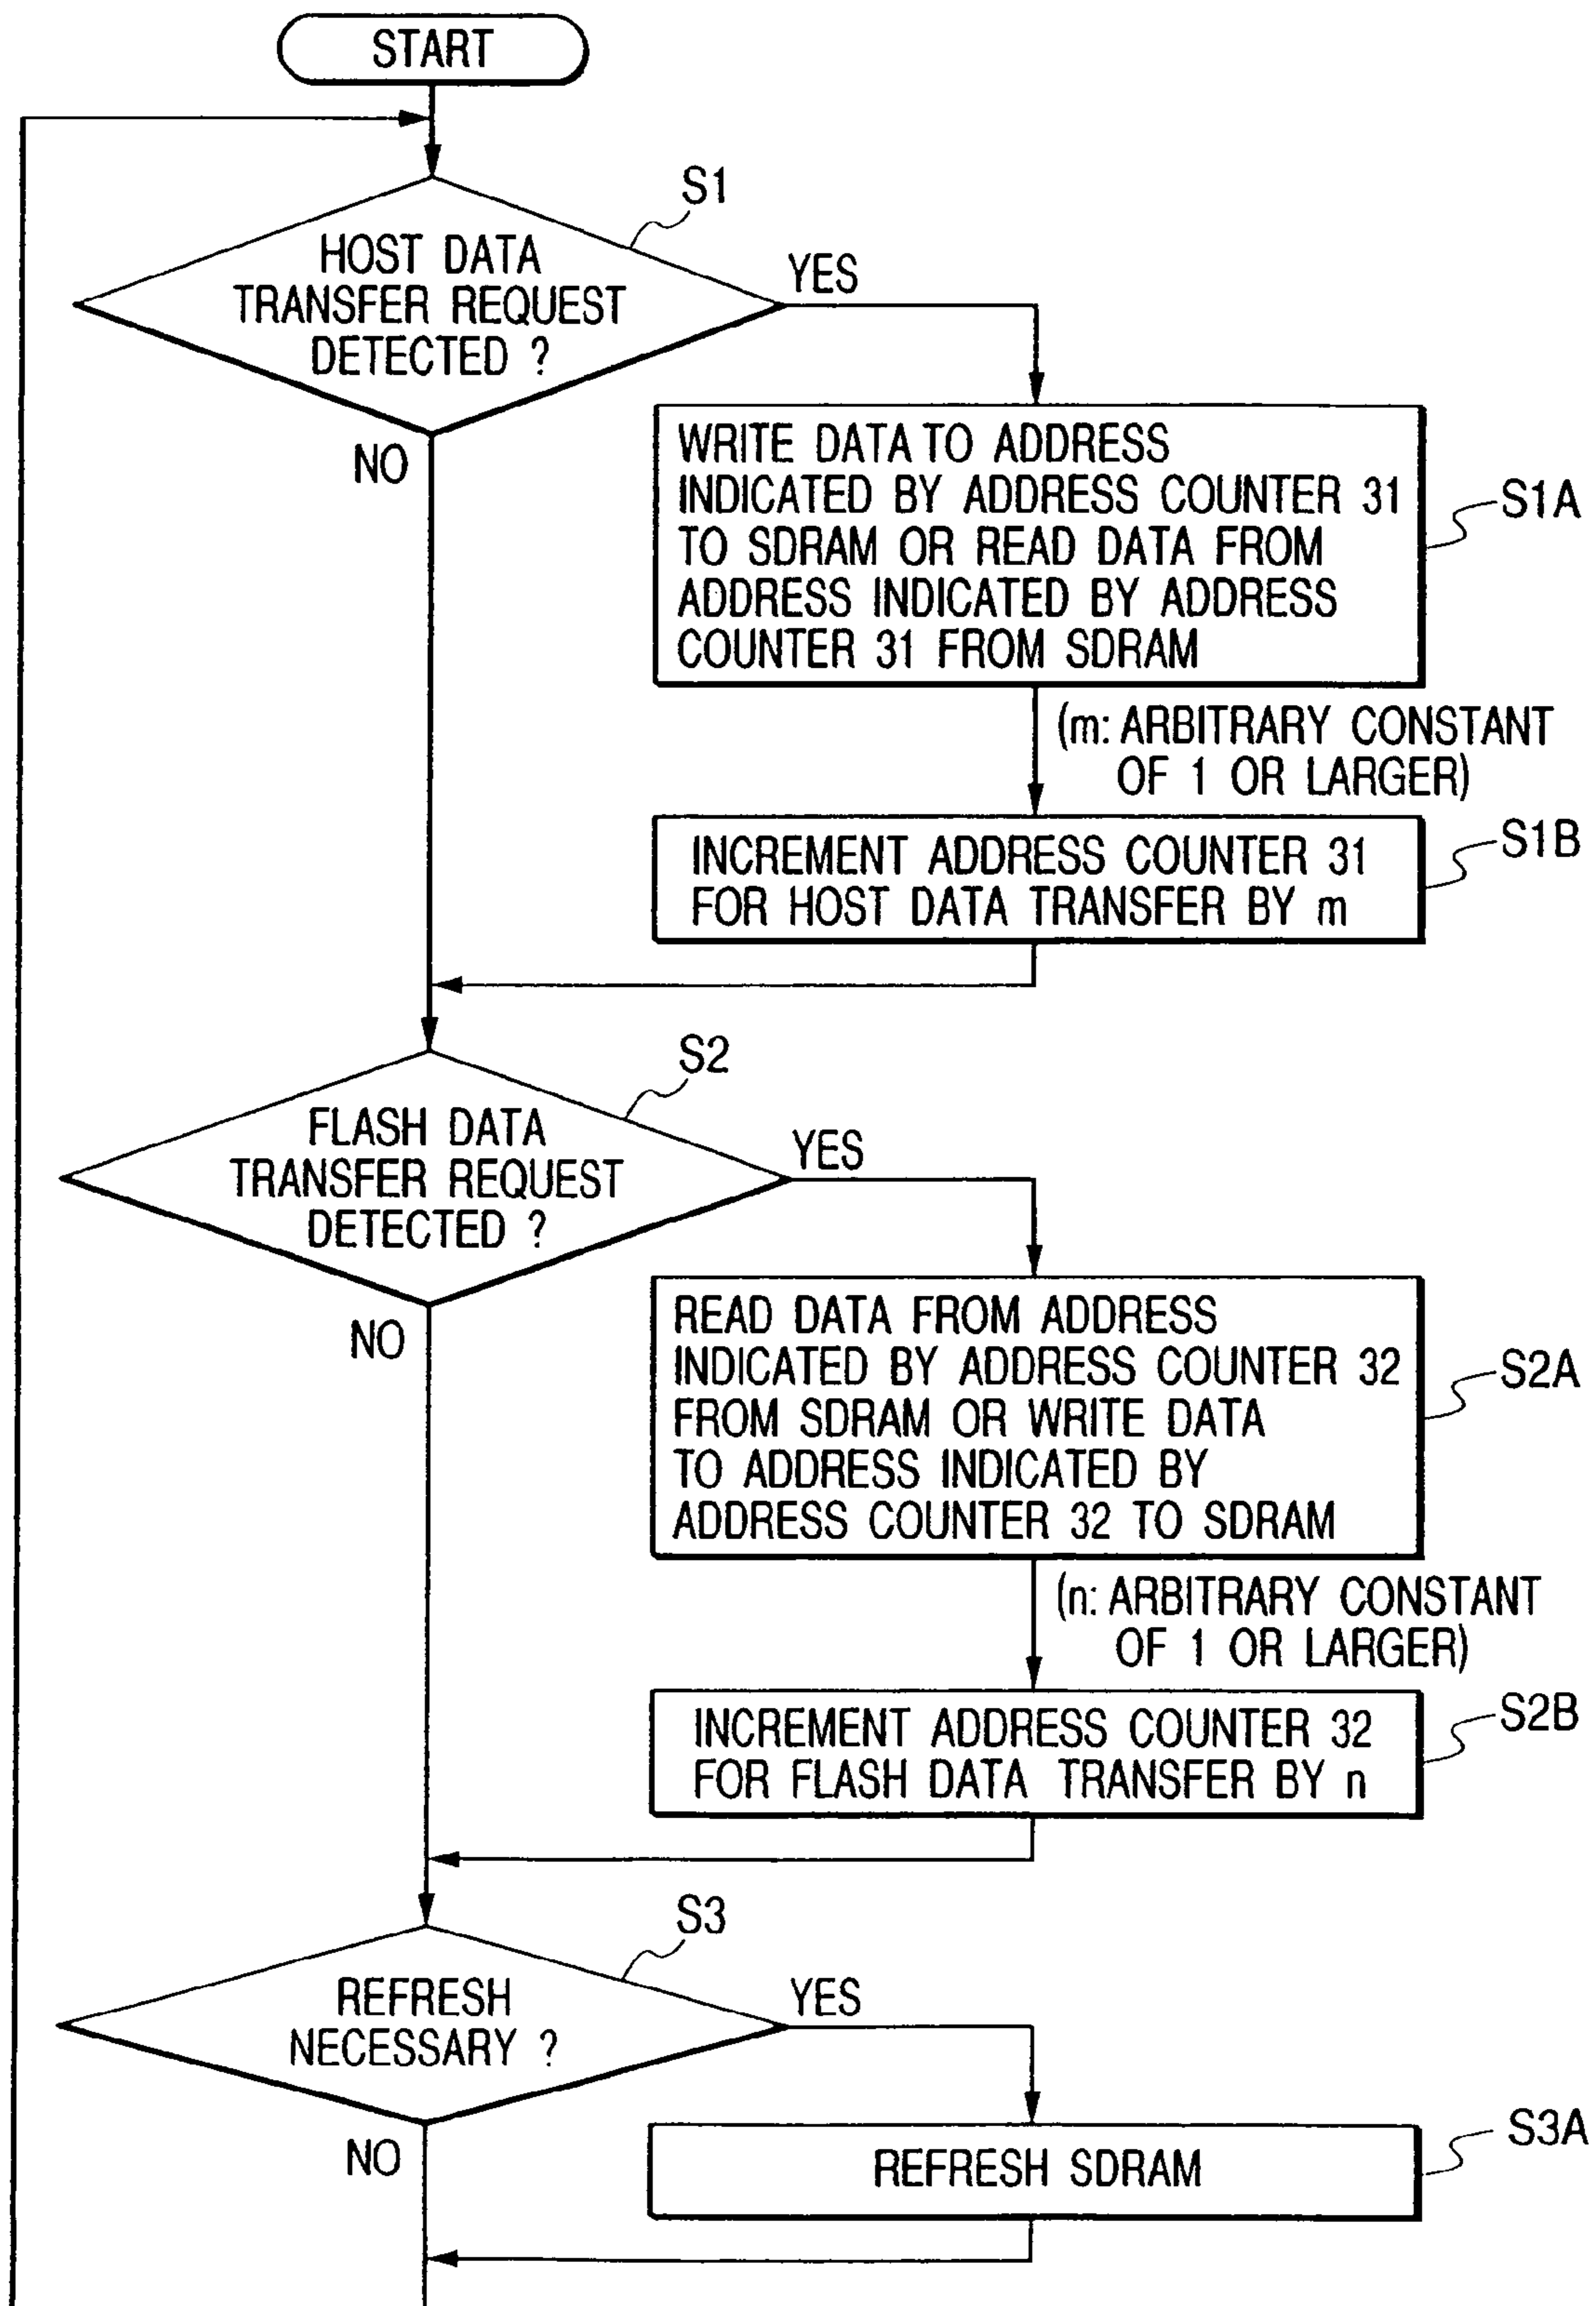 START
S1
HOST DATA
TRANSFER REQUEST
DETECTED ?
YES
NO
WRITE DATA TO ADDRESS
INDICATED BY ADDRESS COUNTER 31
TO SDRAM OR READ DATA FROM
ADDRESS INDICATED BY ADDRESS
COUNTER 31 FROM SDRAM
S1A
(m: ARBITRARY CONSTANT
OF 1 OR LARGER)
INCREMENT ADDRESS COUNTER 31
FOR HOST DATA TRANSFER BY m
S1B
S2
FLASH DATA
TRANSFER REQUEST
DETECTED ?
YES
NO
READ DATA FROM ADDRESS
INDICATED BY ADDRESS COUNTER 32
FROM SDRAM OR WRITE DATA
TO ADDRESS INDICATED BY
ADDRESS COUNTER 32 TO SDRAM
S2A
(n: ARBITRARY CONSTANT
OF 1 OR LARGER)
INCREMENT ADDRESS COUNTER 32
FOR FLASH DATA TRANSFER BY n
S2B
S3
REFRESH
NECESSARY ?
YES
NO
REFRESH SDRAM
S3A